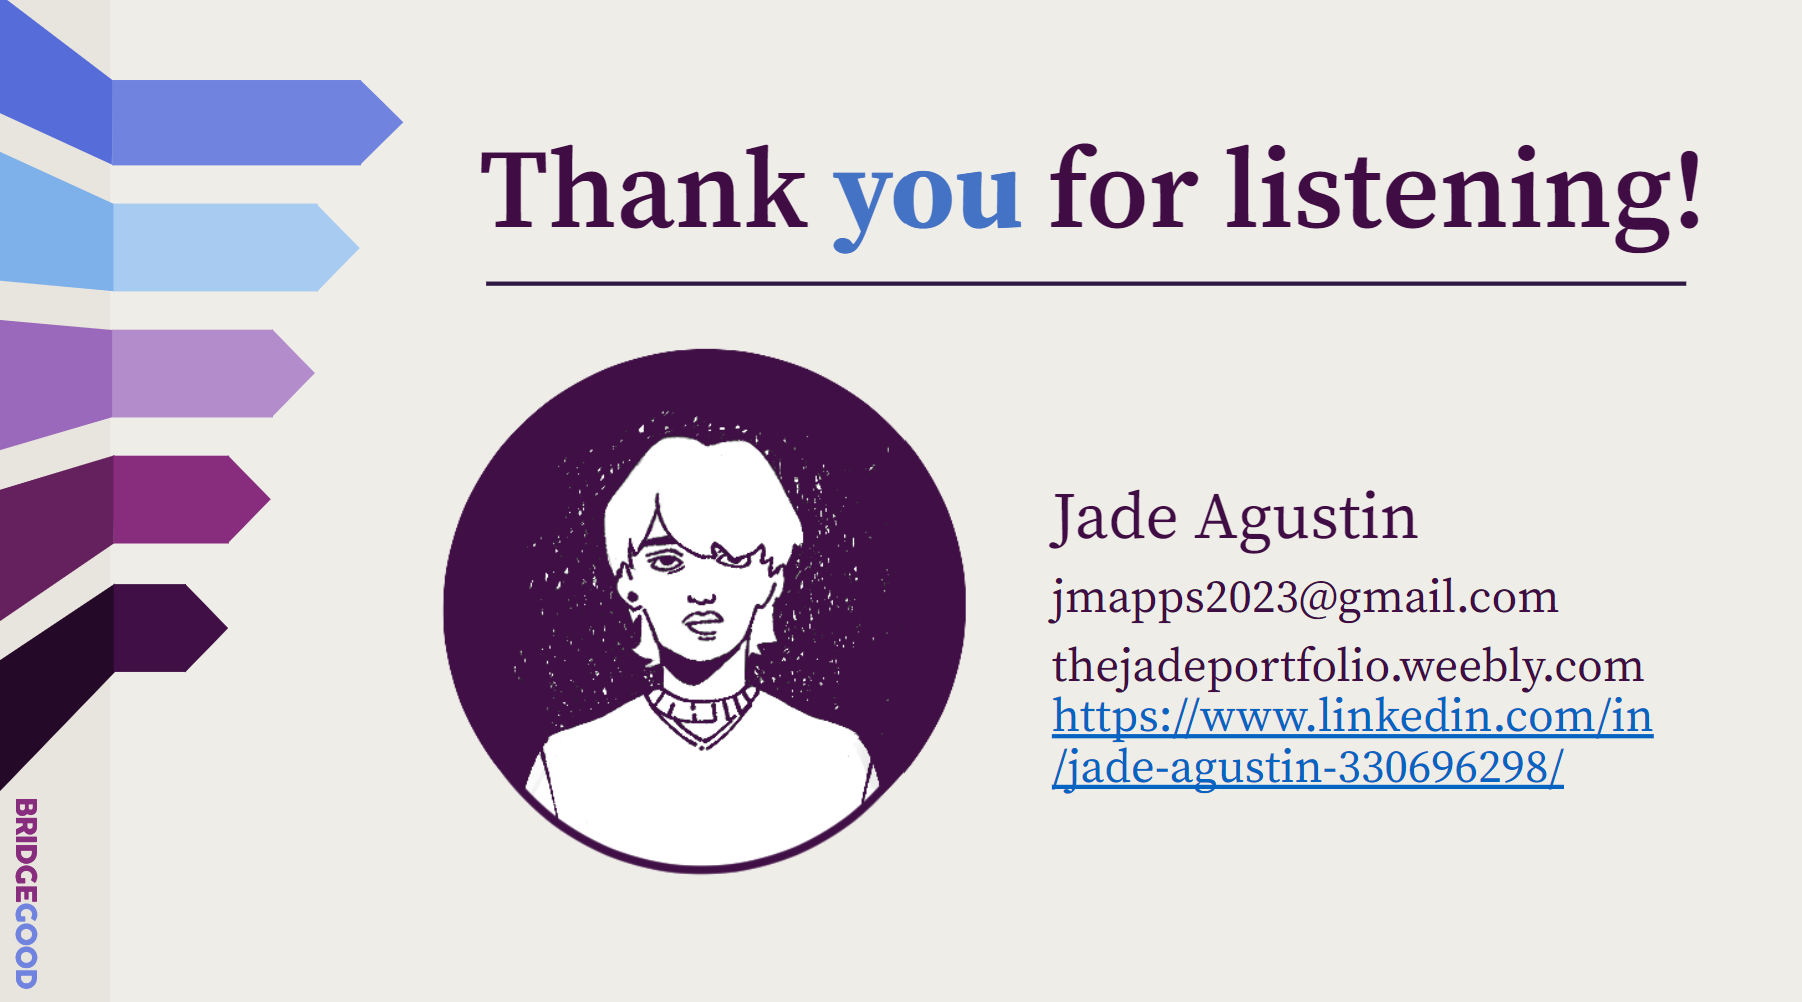 Thank you for listening!
Jade Agustin
jmapps2023@gmail.com
thejadeportfolio.weebly.com
https://www.linkedin.com/in
/jade-agustin-330696298/
BRIDGEGOOD